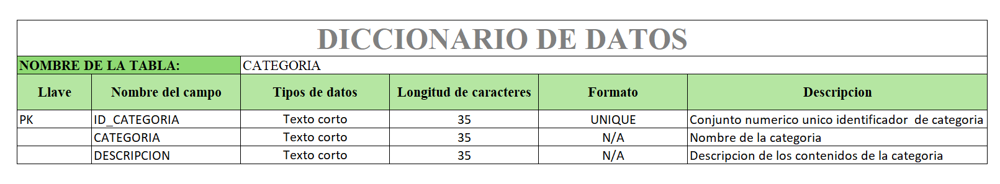 DICCIONARIO DE DATOS
NOMBRE DE LA TABLA: CATEGORIA
Llave Nombre del campo Tipos de datos Longitud de caracteres Formato Descripcion
PK ID_CATEGORIA Texto corto 35 UNIQUE Conjunto numerico unico identificador de categoria
CATEGORIA Texto corto 35 N/A Nombre de la categoria
DESCRIPCION Texto corto 35 N/A Descripcion de los contenidos de la categoria